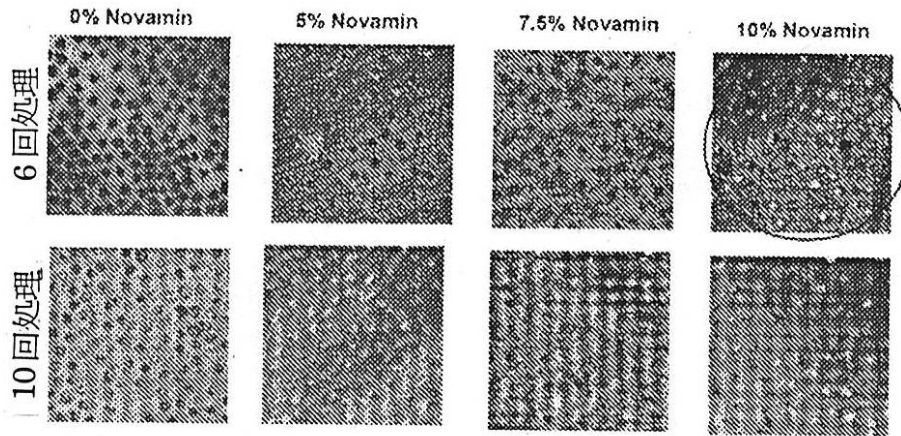 0% Novamin
5% Novamin
7.5% Novamin
10% Novamin
6回処理
10回処理